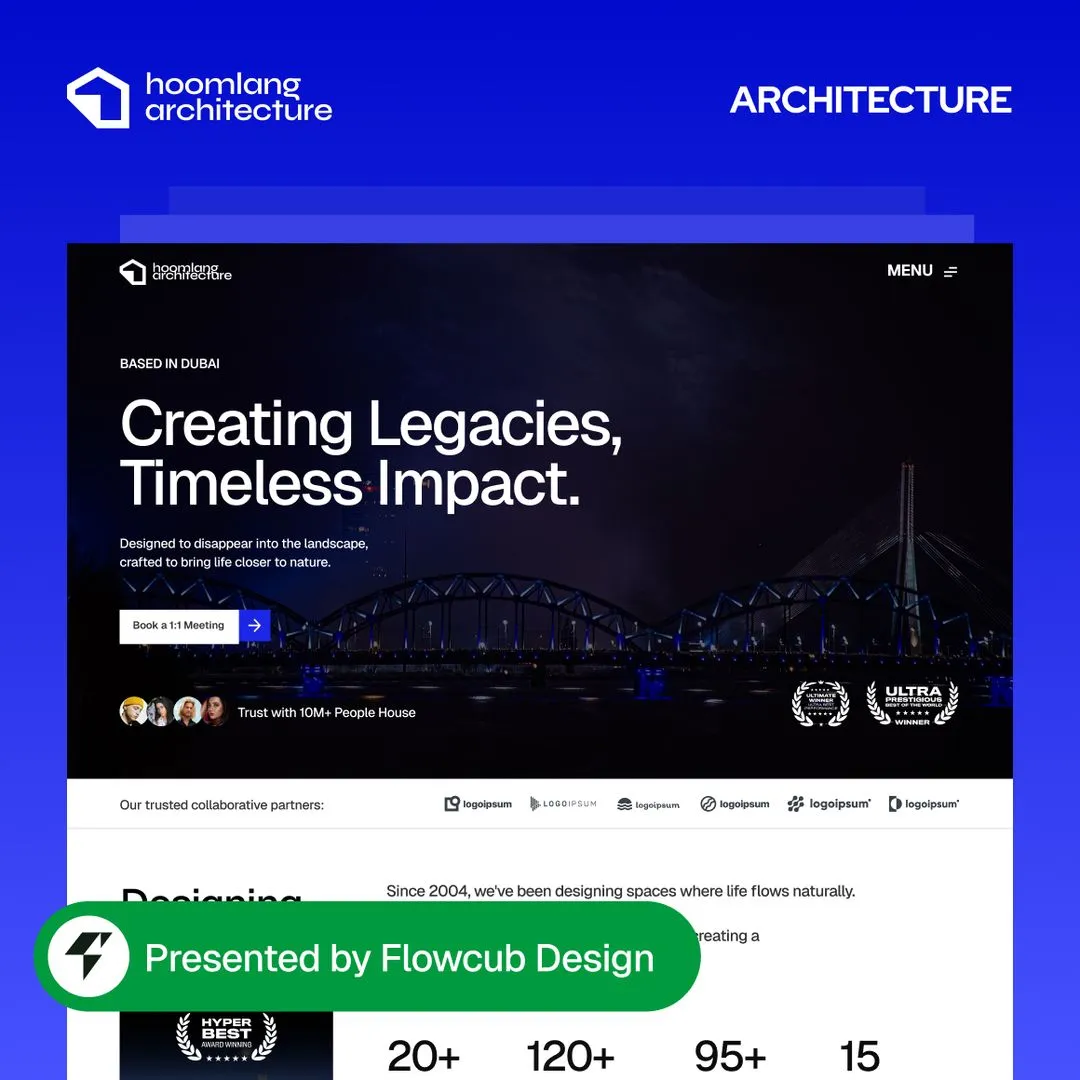 hoomlang
architecture
ARCHITECTURE
hoomlang
architecture
MENU
BASED IN DUBAI
Creating Legacies,
Timeless Impact.
Designed to disappear into the landscape,
crafted to bring life closer to nature.
Book a 1:1 Meeting
Trust with 10M+ People House
ULTIMATE
WINNER
ULTRA BEST
PERFORMANCE
ULTRA
PRESTIGIOUS
BEST OF THE WORLD
WINNER
Our trusted collaborative partners:
logoipsum
LOGOIPSUM
logoipsum
logoipsum
logoipsum
logoipsum
Designing
Since 2004, we've been designing spaces where life flows naturally.
creating a
Presented by Flowcub Design
HYPER
BEST
AWARD WINNING
20+
120+
95+
15